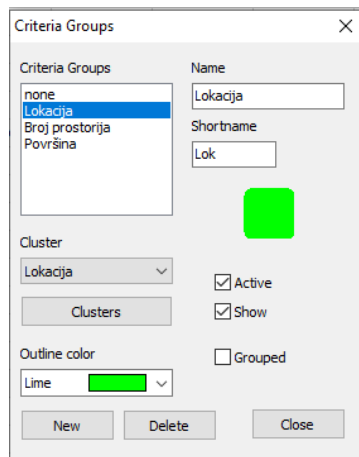 Criteria Groups
Criteria Groups
none
Lokacija
Broj prostorija
Površina
Name
Lokacija
Shortname
Lok
Cluster
Lokacija
Clusters
Active
Show
Outline color
Lime
Grouped
New
Delete
Close